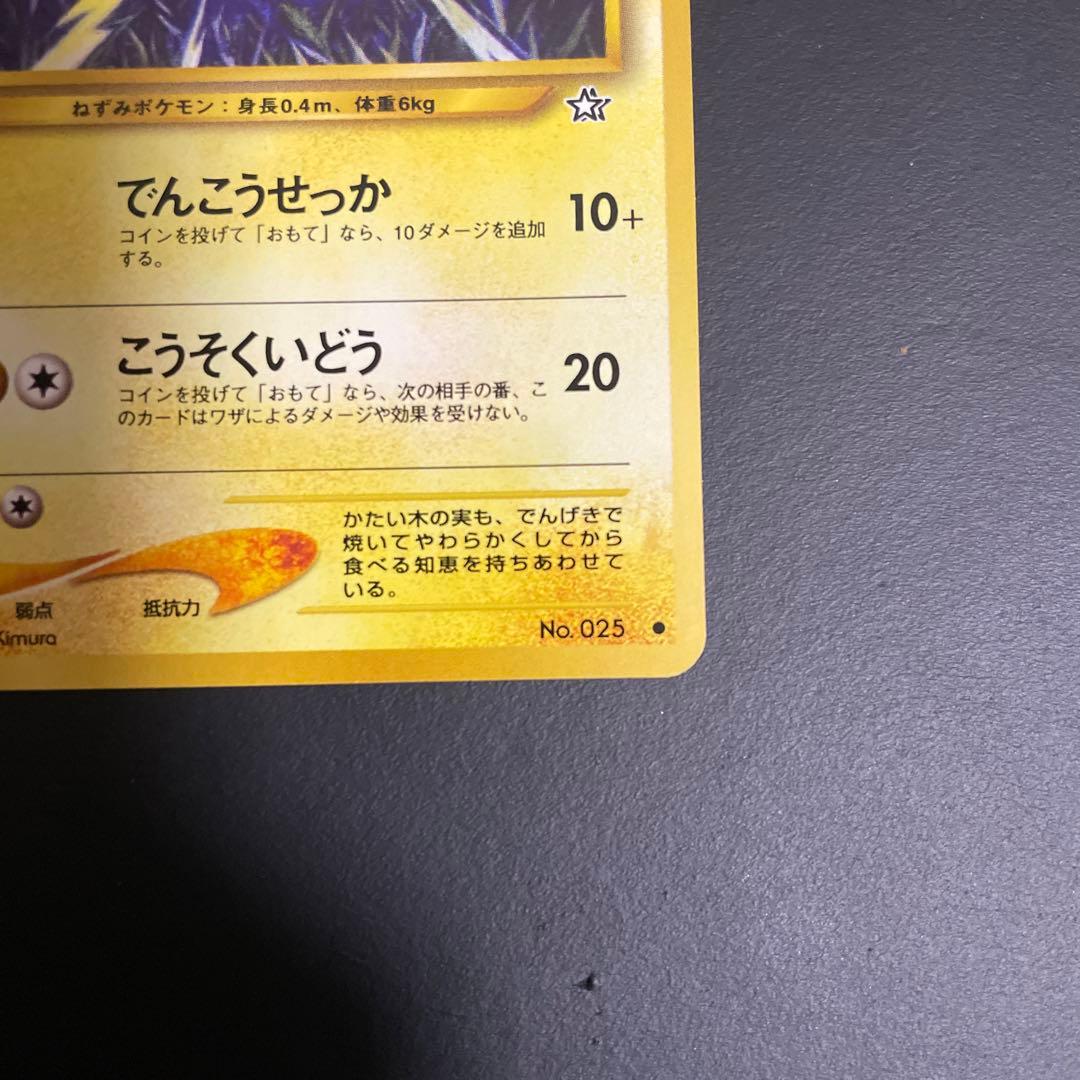 ねずみポケモン：身長0.4m、体重6kg
でんこうせっか
10+
コインを投げて「おもて」なら、10ダメージを追加
する。
こうそくいどう
20
コインを投げて「おもて」なら、次の相手の番、こ
のカードはワザによるダメージや効果を受けない。
かたい木の実も、でんげきで
焼いてやわらかくしてから
食べる知恵を持ちあわせて
いる。
弱点
抵抗力
Kimura
No. 025 ●